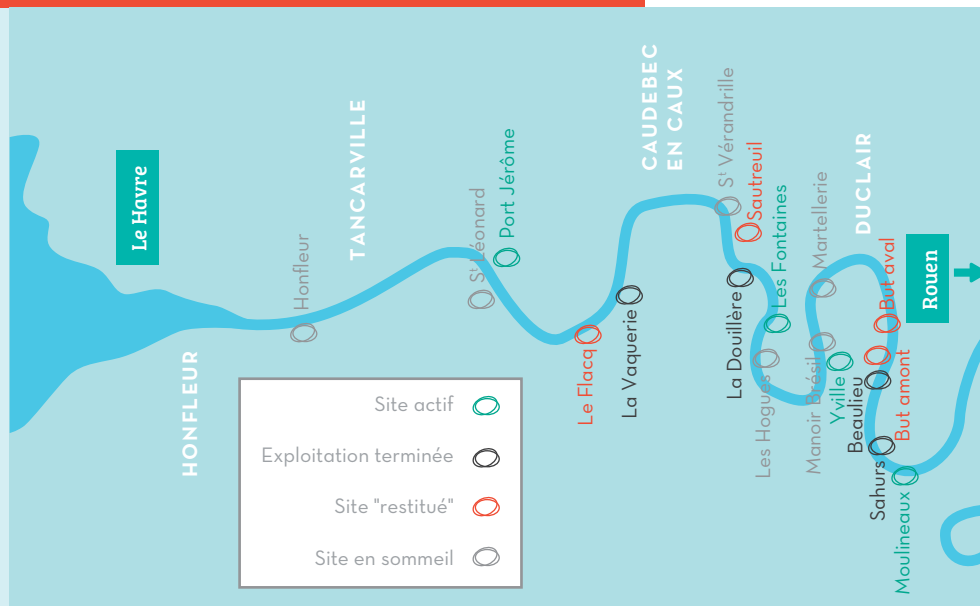 Le Havre
HONFLEUR
Honfleur
TANCARVILLE
St Léonard
Port Jérôme
Le Flacq
La Vaquerie
CAUDEBEC
EN CAUX
St Vérandrille
Sautreuil
La Douillère
Les Fontaines
Les Hogues
Martellerie
Manoir Brésil
Yville
DUCLAIR
Beaulieu
But aval
But amont
Sahurs
Moulineaux
Rouen
Site actif
Exploitation terminée
Site "restitué"
Site en sommeil